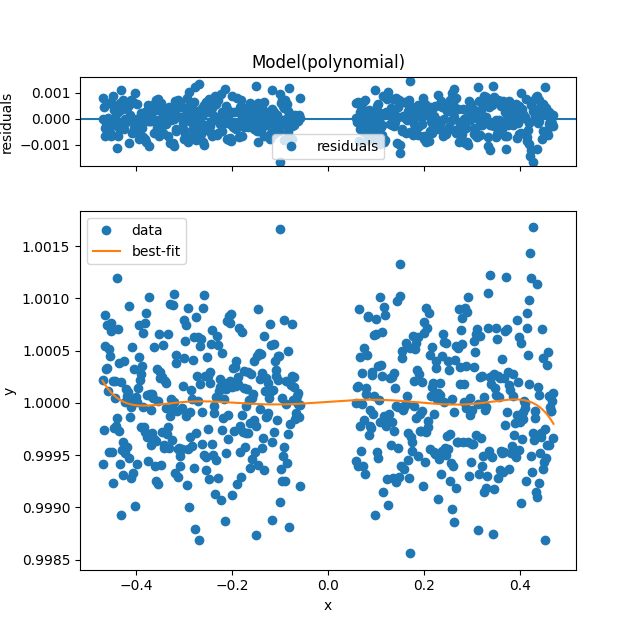 Model(polynomial)
residuals
0.001
0.000
−0.001
residuals
data
best-fit
y
1.0015
1.0010
1.0005
1.0000
0.9995
0.9990
0.9985
−0.4
−0.2
0.0
0.2
0.4
x